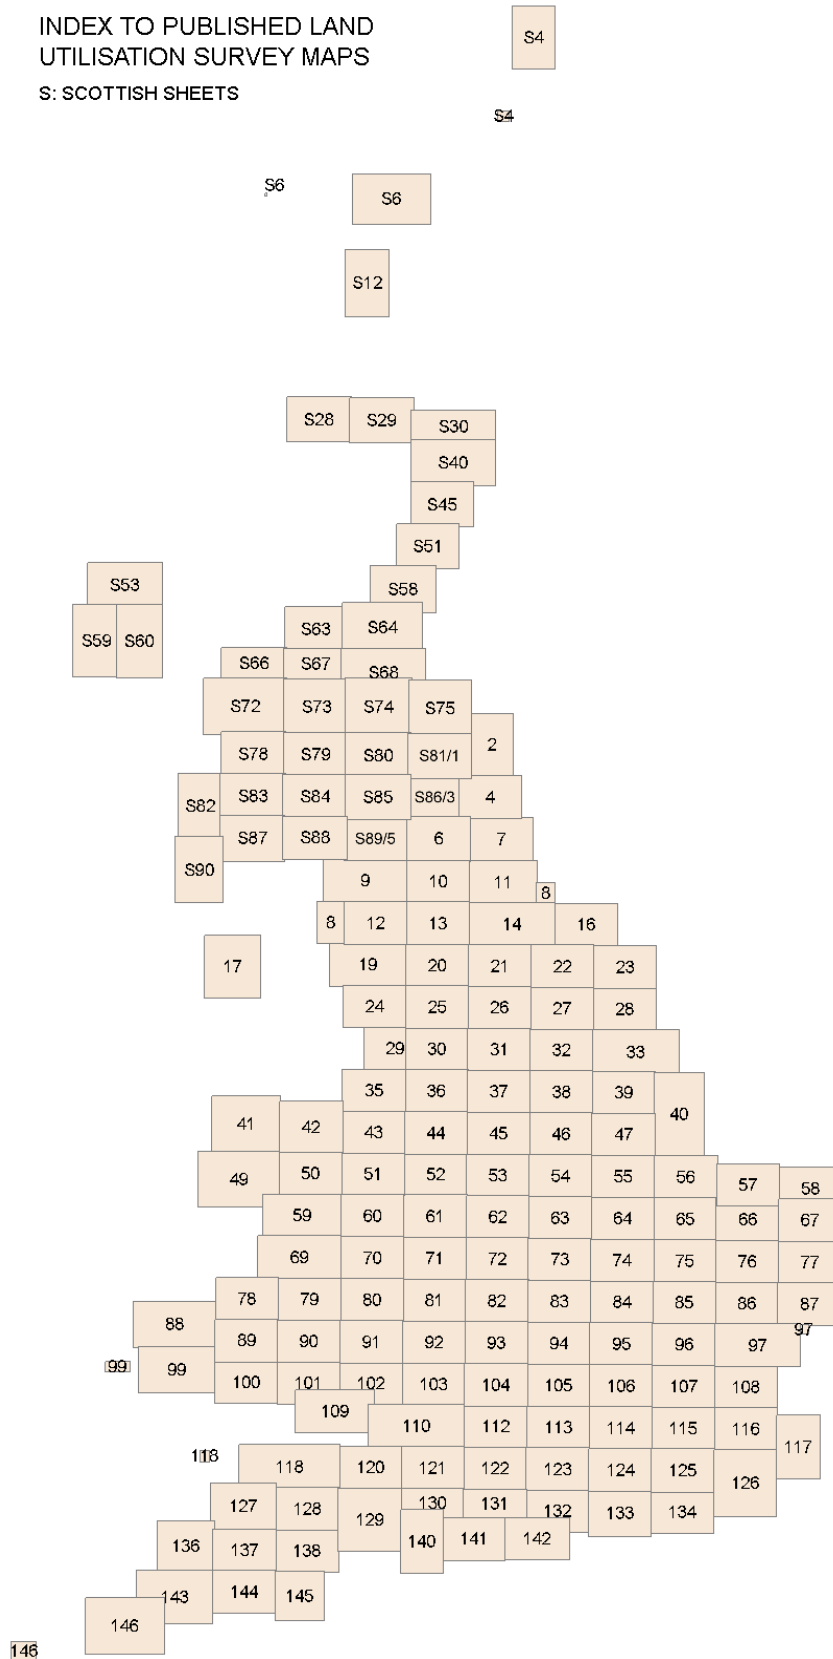 INDEX TO PUBLISHED LAND
UTILISATION SURVEY MAPS
S: SCOTTISH SHEETS
S4
S4
S6
S6
S12
S28 S29 S30
S40
S45
S51
S53
S58
S59 S60
S63 S64
S66 S67 S68
S72 S73 S74 S75
2
S78 S79 S80 S81/1
S82 S83 S84 S85 S86/3 4
S87 S88 S89/5 6 7
S90
9 10 11
8
8 12 13 14 16
17
19 20 21 22 23
24 25 26 27 28
29 30 31 32 33
35 36 37 38 39
40
41 42 43 44 45 46 47
49 50 51 52 53 54 55 56 57 58
59 60 61 62 63 64 65 66 67
69 70 71 72 73 74 75 76 77
78 79 80 81 82 83 84 85 86 87
88
97
89 90 91 92 93 94 95 96 97
99 99
100 101 102 103 104 105 106 107 108
109
110 112 113 114 115 116
117
118
118 120 121 122 123 124 125
126
127 128 129 130 131 132 133 134
136 137 138 140 141 142
143 144 145
146
146